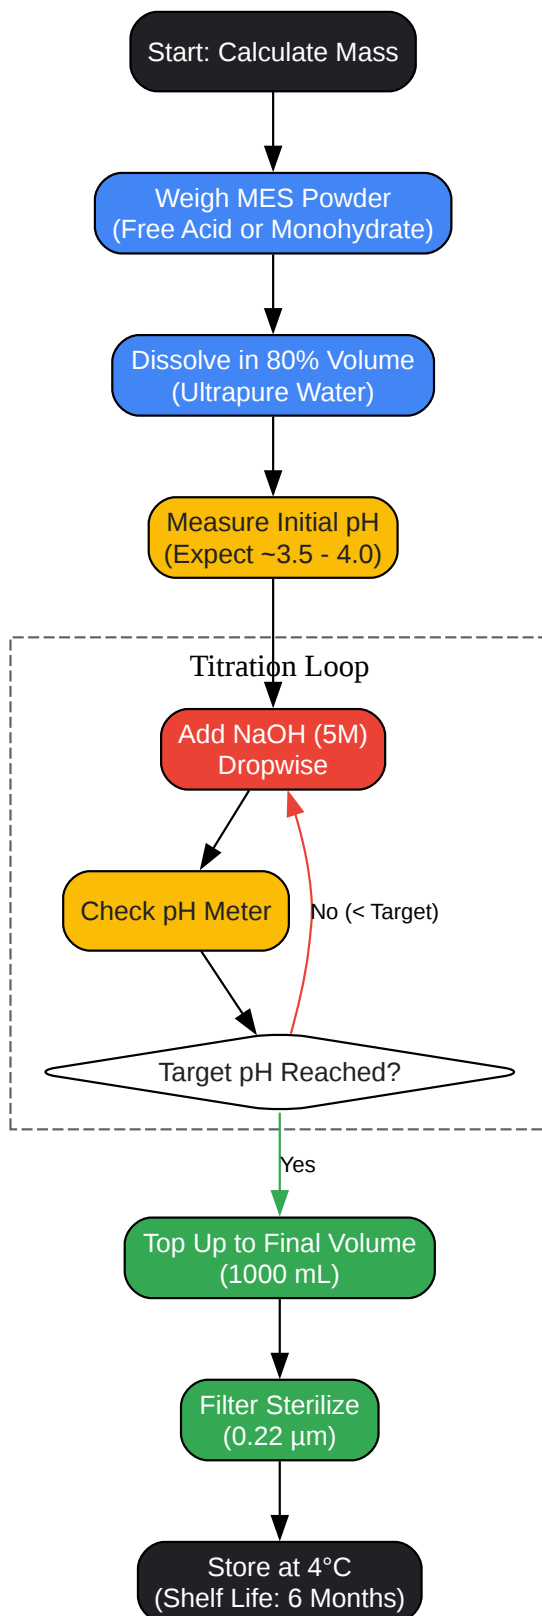 Start: Calculate Mass
Weigh MES Powder
(Free Acid or Monohydrate)
Dissolve in 80% Volume
(Ultrapure Water)
Measure Initial pH
(Expect ~3.5 - 4.0)
Titration Loop
Add NaOH (5M)
Dropwise
Check pH Meter
No (< Target)
Target pH Reached?
Yes
Top Up to Final Volume
(1000 mL)
Filter Sterilize
(0.22 µm)
Store at 4°C
(Shelf Life: 6 Months)